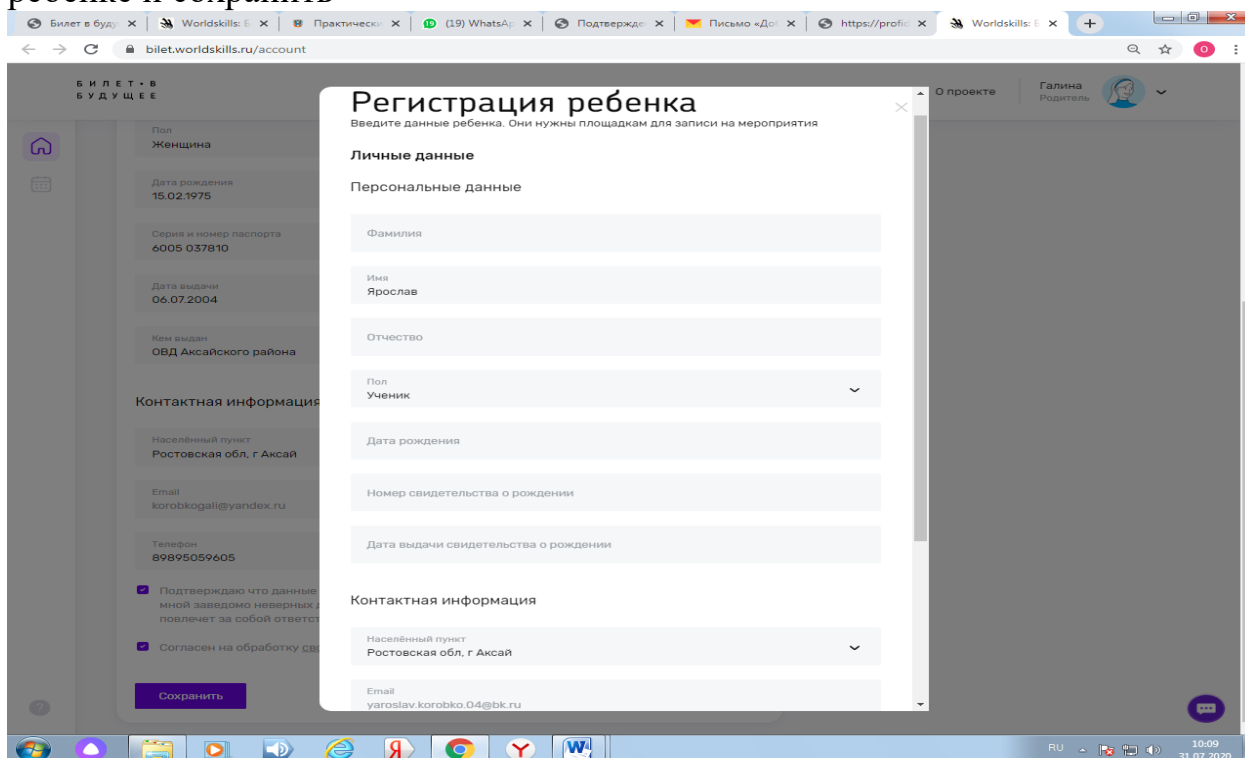 ребенке и сохранить
Билет в буду
Worldskills: Б
Практически
(19) WhatsAp
Подтвержде
Письмо «До
https://profic
Worldskills: Б
bilet.worldskills.ru/account
БИЛЕТ • В
БУДУЩЕЕ
О проекте
Галина
Родитель
Пол
Женщина
Дата рождения
15.02.1975
Серия и номер паспорта
6005 037810
Дата выдачи
06.07.2004
Кем выдан
ОВД Аксайского района
Контактная информация
Населённый пункт
Ростовская обл, г Аксай
Email
korobkogali@yandex.ru
Телефон
89895059605
Подтверждаю что данные
мной заведомо неверных д
повлечет за собой ответст
Согласен на обработку сво
Сохранить
Регистрация ребенка
Введите данные ребенка. Они нужны площадкам для записи на мероприятия
Личные данные
Персональные данные
Фамилия
Имя
Ярослав
Отчество
Пол
Ученик
Дата рождения
Номер свидетельства о рождении
Дата выдачи свидетельства о рождении
Контактная информация
Населённый пункт
Ростовская обл, г Аксай
Email
yaroslav.korobko.04@bk.ru
RU
10:09
31.07.2020